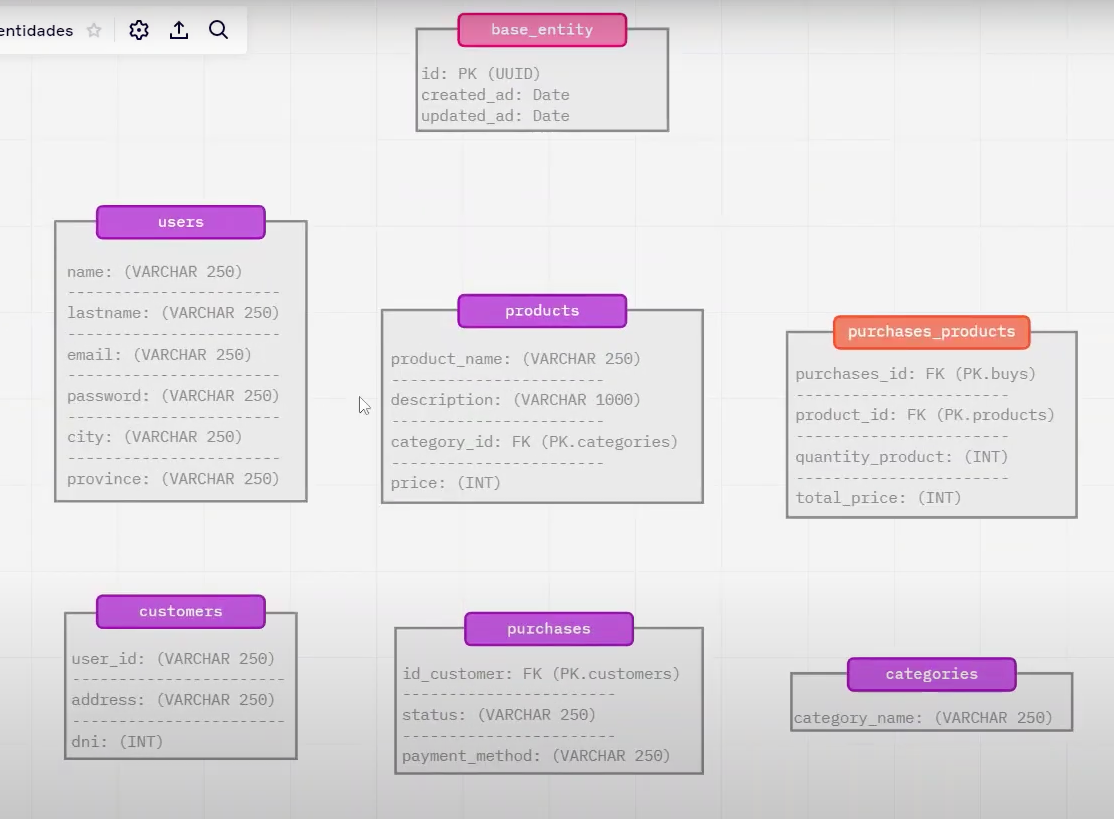 entidades
base_entity
id: PK (UUID)
created_ad: Date
updated_ad: Date
users
name: (VARCHAR 250)
lastname: (VARCHAR 250)
email: (VARCHAR 250)
password: (VARCHAR 250)
city: (VARCHAR 250)
province: (VARCHAR 250)
products
product_name: (VARCHAR 250)
description: (VARCHAR 1000)
category_id: FK (PK.categories)
price: (INT)
purchases_products
purchases_id: FK (PK.buys)
product_id: FK (PK.products)
quantity_product: (INT)
total_price: (INT)
customers
user_id: (VARCHAR 250)
address: (VARCHAR 250)
dni: (INT)
purchases
id_customer: FK (PK.customers)
status: (VARCHAR 250)
payment_method: (VARCHAR 250)
categories
category_name: (VARCHAR 250)